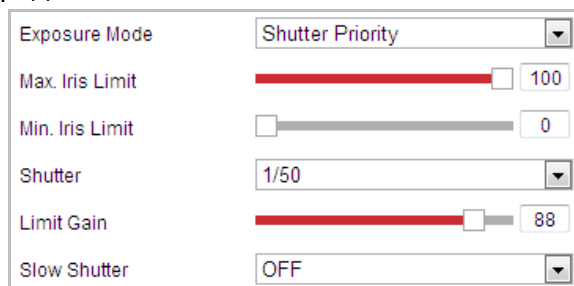 Exposure Mode Shutter Priority
Max. Iris Limit 100
Min. Iris Limit 0
Shutter 1/50
Limit Gain 88
Slow Shutter OFF